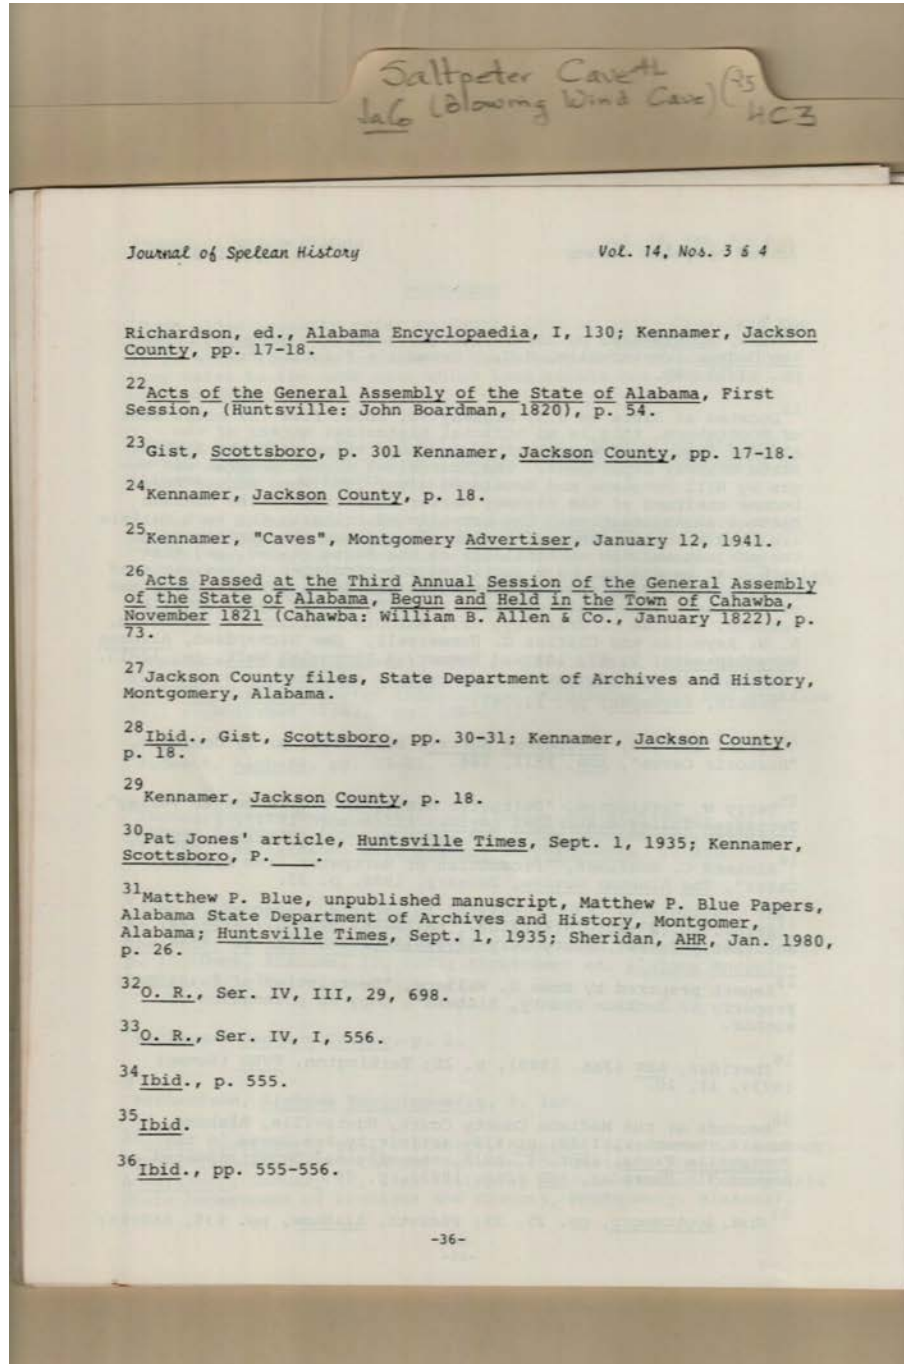 Saltpeter Cave AL
Ja6 (Blowing Wind Cave)
HC3
Journal of Spelean History Vol. 14, Nos. 3 & 4
Richardson, ed., Alabama Encyclopaedia, I, 130; Kennamer, Jackson
County, pp. 17-18.
22Acts of the General Assembly of the State of Alabama, First
Session, (Huntsville: John Boardman, 1820), p. 54.
23Gist, Scottsboro, p. 301 Kennamer, Jackson County, pp. 17-18.
24Kennamer, Jackson County, p. 18.
25Kennamer, "Caves", Montgomery Advertiser, January 12, 1941.
26Acts Passed at the Third Annual Session of the General Assembly
of the State of Alabama, Begun and Held in the Town of Cahawba,
November 1821 (Cahawba: William B. Allen & Co., January 1822), p.
73.
27Jackson County files, State Department of Archives and History,
Montgomery, Alabama.
28Ibid., Gist, Scottsboro, pp. 30-31; Kennamer, Jackson County,
p. 18.
29Kennamer, Jackson County, p. 18.
30Pat Jones' article, Huntsville Times, Sept. 1, 1935; Kennamer,
Scottsboro, P.____.
31Matthew P. Blue, unpublished manuscript, Matthew P. Blue Papers,
Alabama State Department of Archives and History, Montgomer,
Alabama; Huntsville Times, Sept. 1, 1935; Sheridan, AHR, Jan. 1980,
p. 26.
32O. R., Ser. IV, III, 29, 698.
33O. R., Ser. IV, I, 556.
34Ibid., p. 555.
35Ibid.
36Ibid., pp. 555-556.
-36-